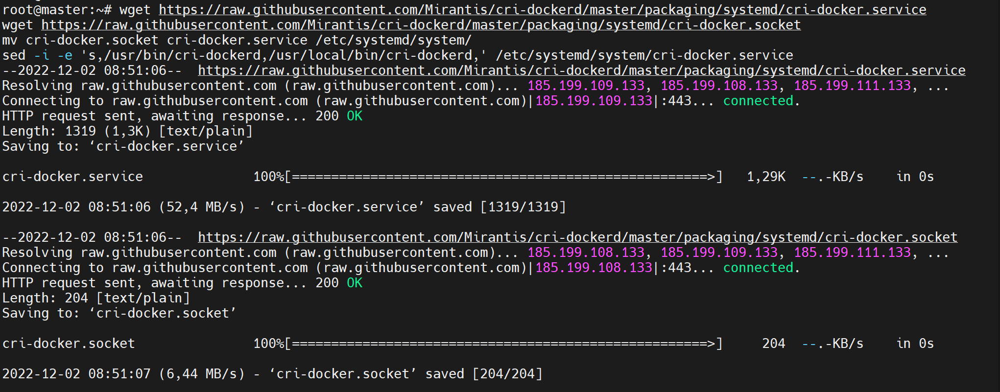 root@master:~# wget https://raw.githubusercontent.com/Mirantis/cri-dockerd/master/packaging/systemd/cri-docker.service
wget https://raw.githubusercontent.com/Mirantis/cri-dockerd/master/packaging/systemd/cri-docker.socket
mv cri-docker.socket cri-docker.service /etc/systemd/system/
sed -i -e 's,/usr/bin/cri-dockerd,/usr/local/bin/cri-dockerd,' /etc/systemd/system/cri-docker.service
--2022-12-02 08:51:06--  https://raw.githubusercontent.com/Mirantis/cri-dockerd/master/packaging/systemd/cri-docker.service
Resolving raw.githubusercontent.com (raw.githubusercontent.com)... 185.199.109.133, 185.199.108.133, 185.199.111.133, ...
Connecting to raw.githubusercontent.com (raw.githubusercontent.com)|185.199.109.133|:443... connected.
HTTP request sent, awaiting response... 200 OK
Length: 1319 (1,3K) [text/plain]
Saving to: ‘cri-docker.service’
cri-docker.service              100%[=====================================================>]   1,29K  --.-KB/s    in 0s
2022-12-02 08:51:06 (52,4 MB/s) - ‘cri-docker.service’ saved [1319/1319]
--2022-12-02 08:51:06--  https://raw.githubusercontent.com/Mirantis/cri-dockerd/master/packaging/systemd/cri-docker.socket
Resolving raw.githubusercontent.com (raw.githubusercontent.com)... 185.199.108.133, 185.199.109.133, 185.199.111.133, ...
Connecting to raw.githubusercontent.com (raw.githubusercontent.com)|185.199.108.133|:443... connected.
HTTP request sent, awaiting response... 200 OK
Length: 204 [text/plain]
Saving to: ‘cri-docker.socket’
cri-docker.socket               100%[=====================================================>]     204  --.-KB/s    in 0s
2022-12-02 08:51:07 (6,44 MB/s) - ‘cri-docker.socket’ saved [204/204]